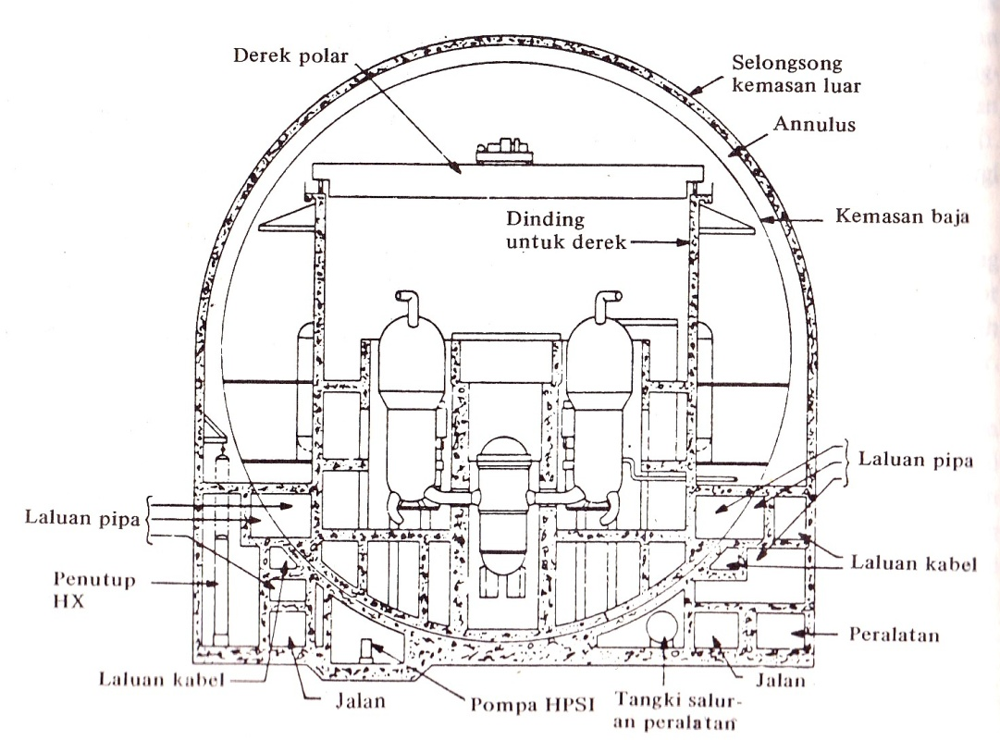 Derek polar
Selongsong
kemasan luar
Annulus
Kemasan baja
Dinding
untuk derek
Laluan pipa
Laluan pipa
Laluan kabel
Penutup
HX
Peralatan
Laluan kabel
Jalan
Jalan
Pompa HPSI
Tangki salur-
an peralatan